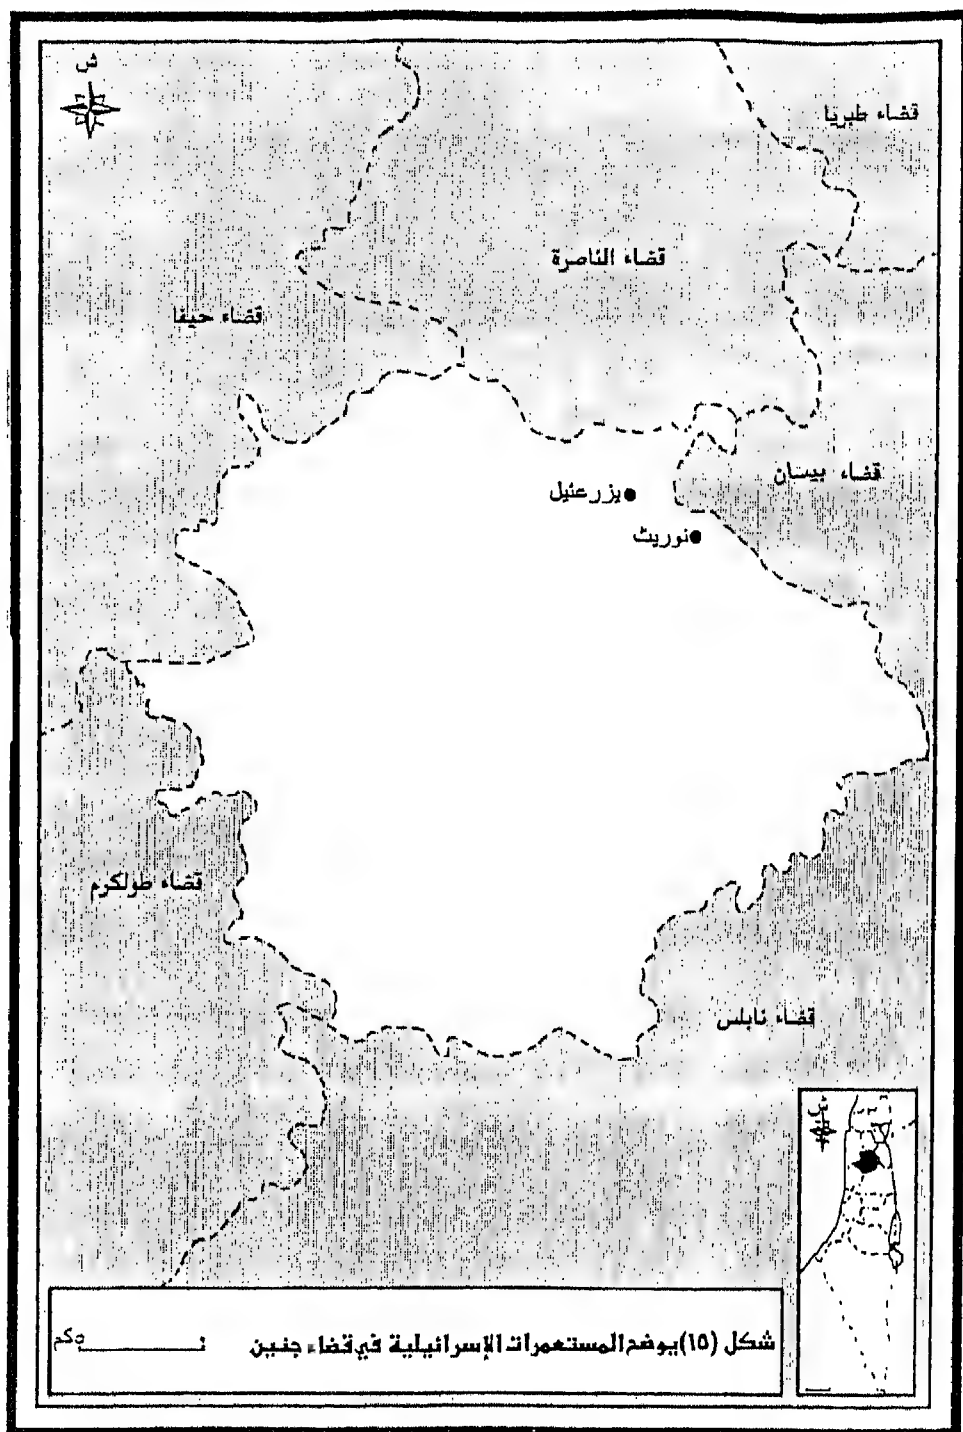 ش
قضاء طبريا
قضاء الناصرة
قضاء حيفا
قضاء بيسان
يزرعئيل
نوريث
قضاء طولكرم
قضاء نابلس
ش
شكل (١٥) يوضح المستعمرات الإسرائيلية في قضاء جنين
٠ ٥كم